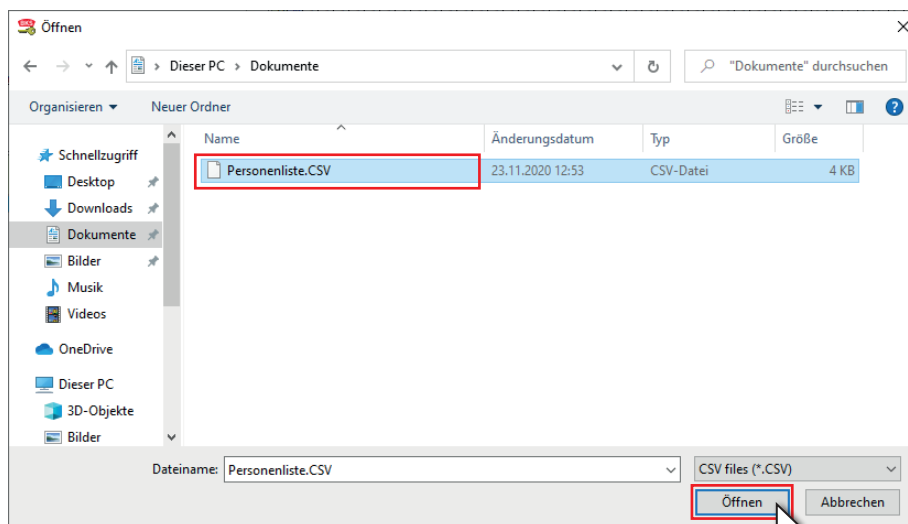 Öffnen
Dieser PC > Dokumente
"Dokumente" durchsuchen
Organisieren
Neuer Ordner
Name
Änderungsdatum
Typ
Größe
Personenliste.CSV
23.11.2020 12:53
CSV-Datei
4 KB
Schnellzugriff
Desktop
Downloads
Dokumente
Bilder
Musik
Videos
OneDrive
Dieser PC
3D-Objekte
Bilder
Dateiname:
Personenliste.CSV
CSV files (*.CSV)
Öffnen
Abbrechen